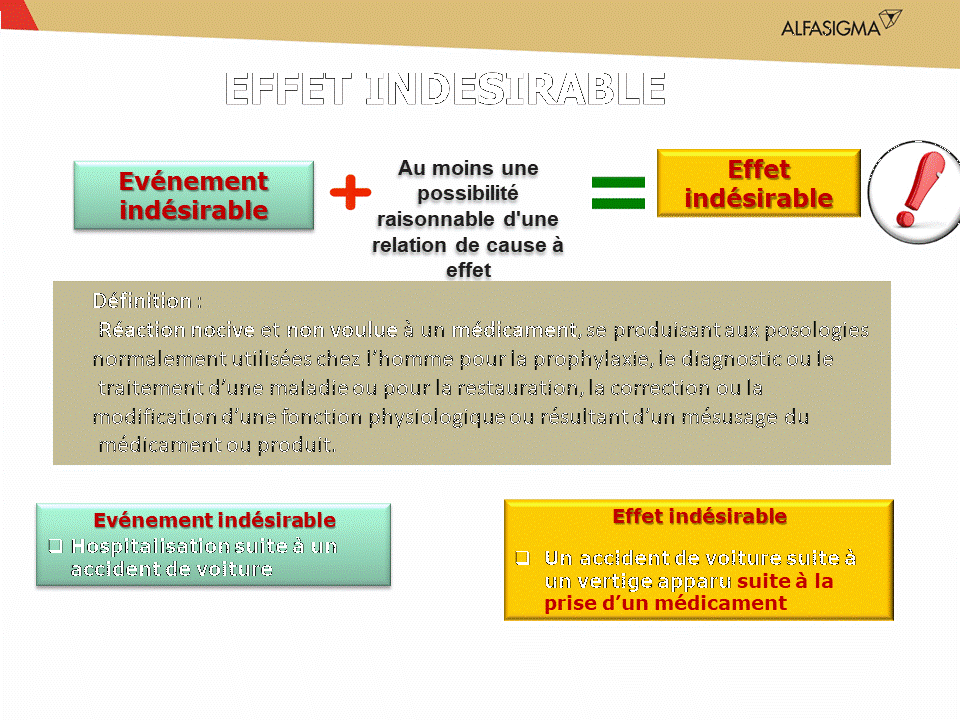 ALFASIGMA
EFFET INDESIRABLE
Evénement
indésirable
+
Au moins une
possibilité
raisonnable d'une
relation de cause à
effet
=
Effet
indésirable
!
Définition :
Réaction nocive et non voulue à un médicament, se produisant aux posologies
normalement utilisées chez l'homme pour la prophylaxie, le diagnostic ou le
traitement d'une maladie ou pour la restauration, la correction ou la
modification d'une fonction physiologique ou résultant d'un mésusage du
médicament ou produit.
Evénement indésirable
❑ Hospitalisation suite à un
accident de voiture
Effet indésirable
❑ Un accident de voiture suite à
un vertige apparu suite à la
prise d'un médicament